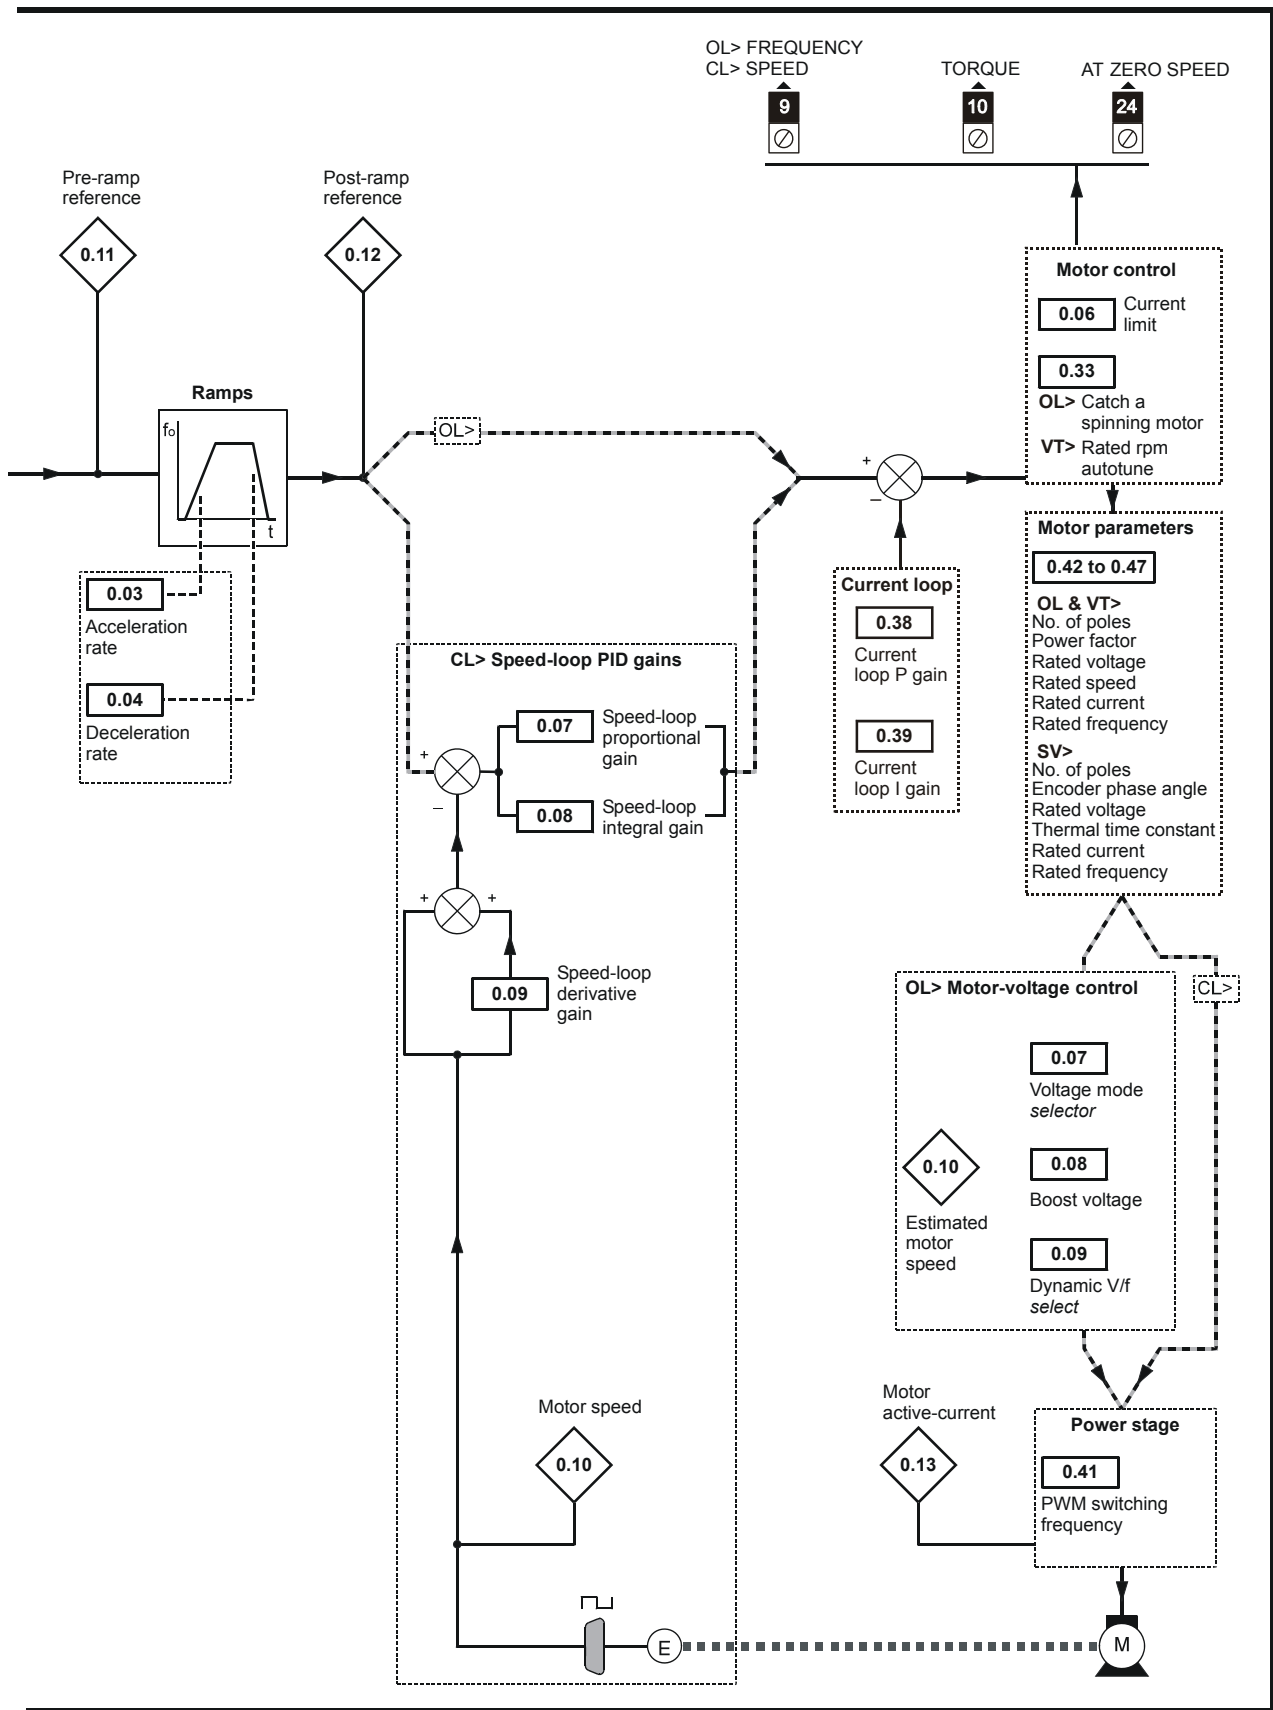 OL> FREQUENCY
CL> SPEED
TORQUE
AT ZERO SPEED
9
10
24
Pre-ramp
reference
0.11
Post-ramp
reference
0.12
Ramps
fo
t
0.03
Acceleration
rate
0.04
Deceleration
rate
OL>
+
–
Motor control
0.06
Current
limit
0.33
OL> Catch a
spinning motor
VT> Rated rpm
autotune
Current loop
0.38
Current
loop P gain
0.39
Current
loop I gain
Motor parameters
0.42 to 0.47
OL & VT>
No. of poles
Power factor
Rated voltage
Rated speed
Rated current
Rated frequency
SV>
No. of poles
Encoder phase angle
Rated voltage
Thermal time constant
Rated current
Rated frequency
CL> Speed-loop PID gains
+
–
0.07
Speed-loop
proportional
gain
0.08
Speed-loop
integral gain
+
+
0.09
Speed-loop
derivative
gain
OL> Motor-voltage control
CL>
0.07
Voltage mode
selector
0.10
Estimated
motor
speed
0.08
Boost voltage
0.09
Dynamic V/f
select
Motor speed
0.10
Motor
active-current
0.13
Power stage
0.41
PWM switching
frequency
E
M